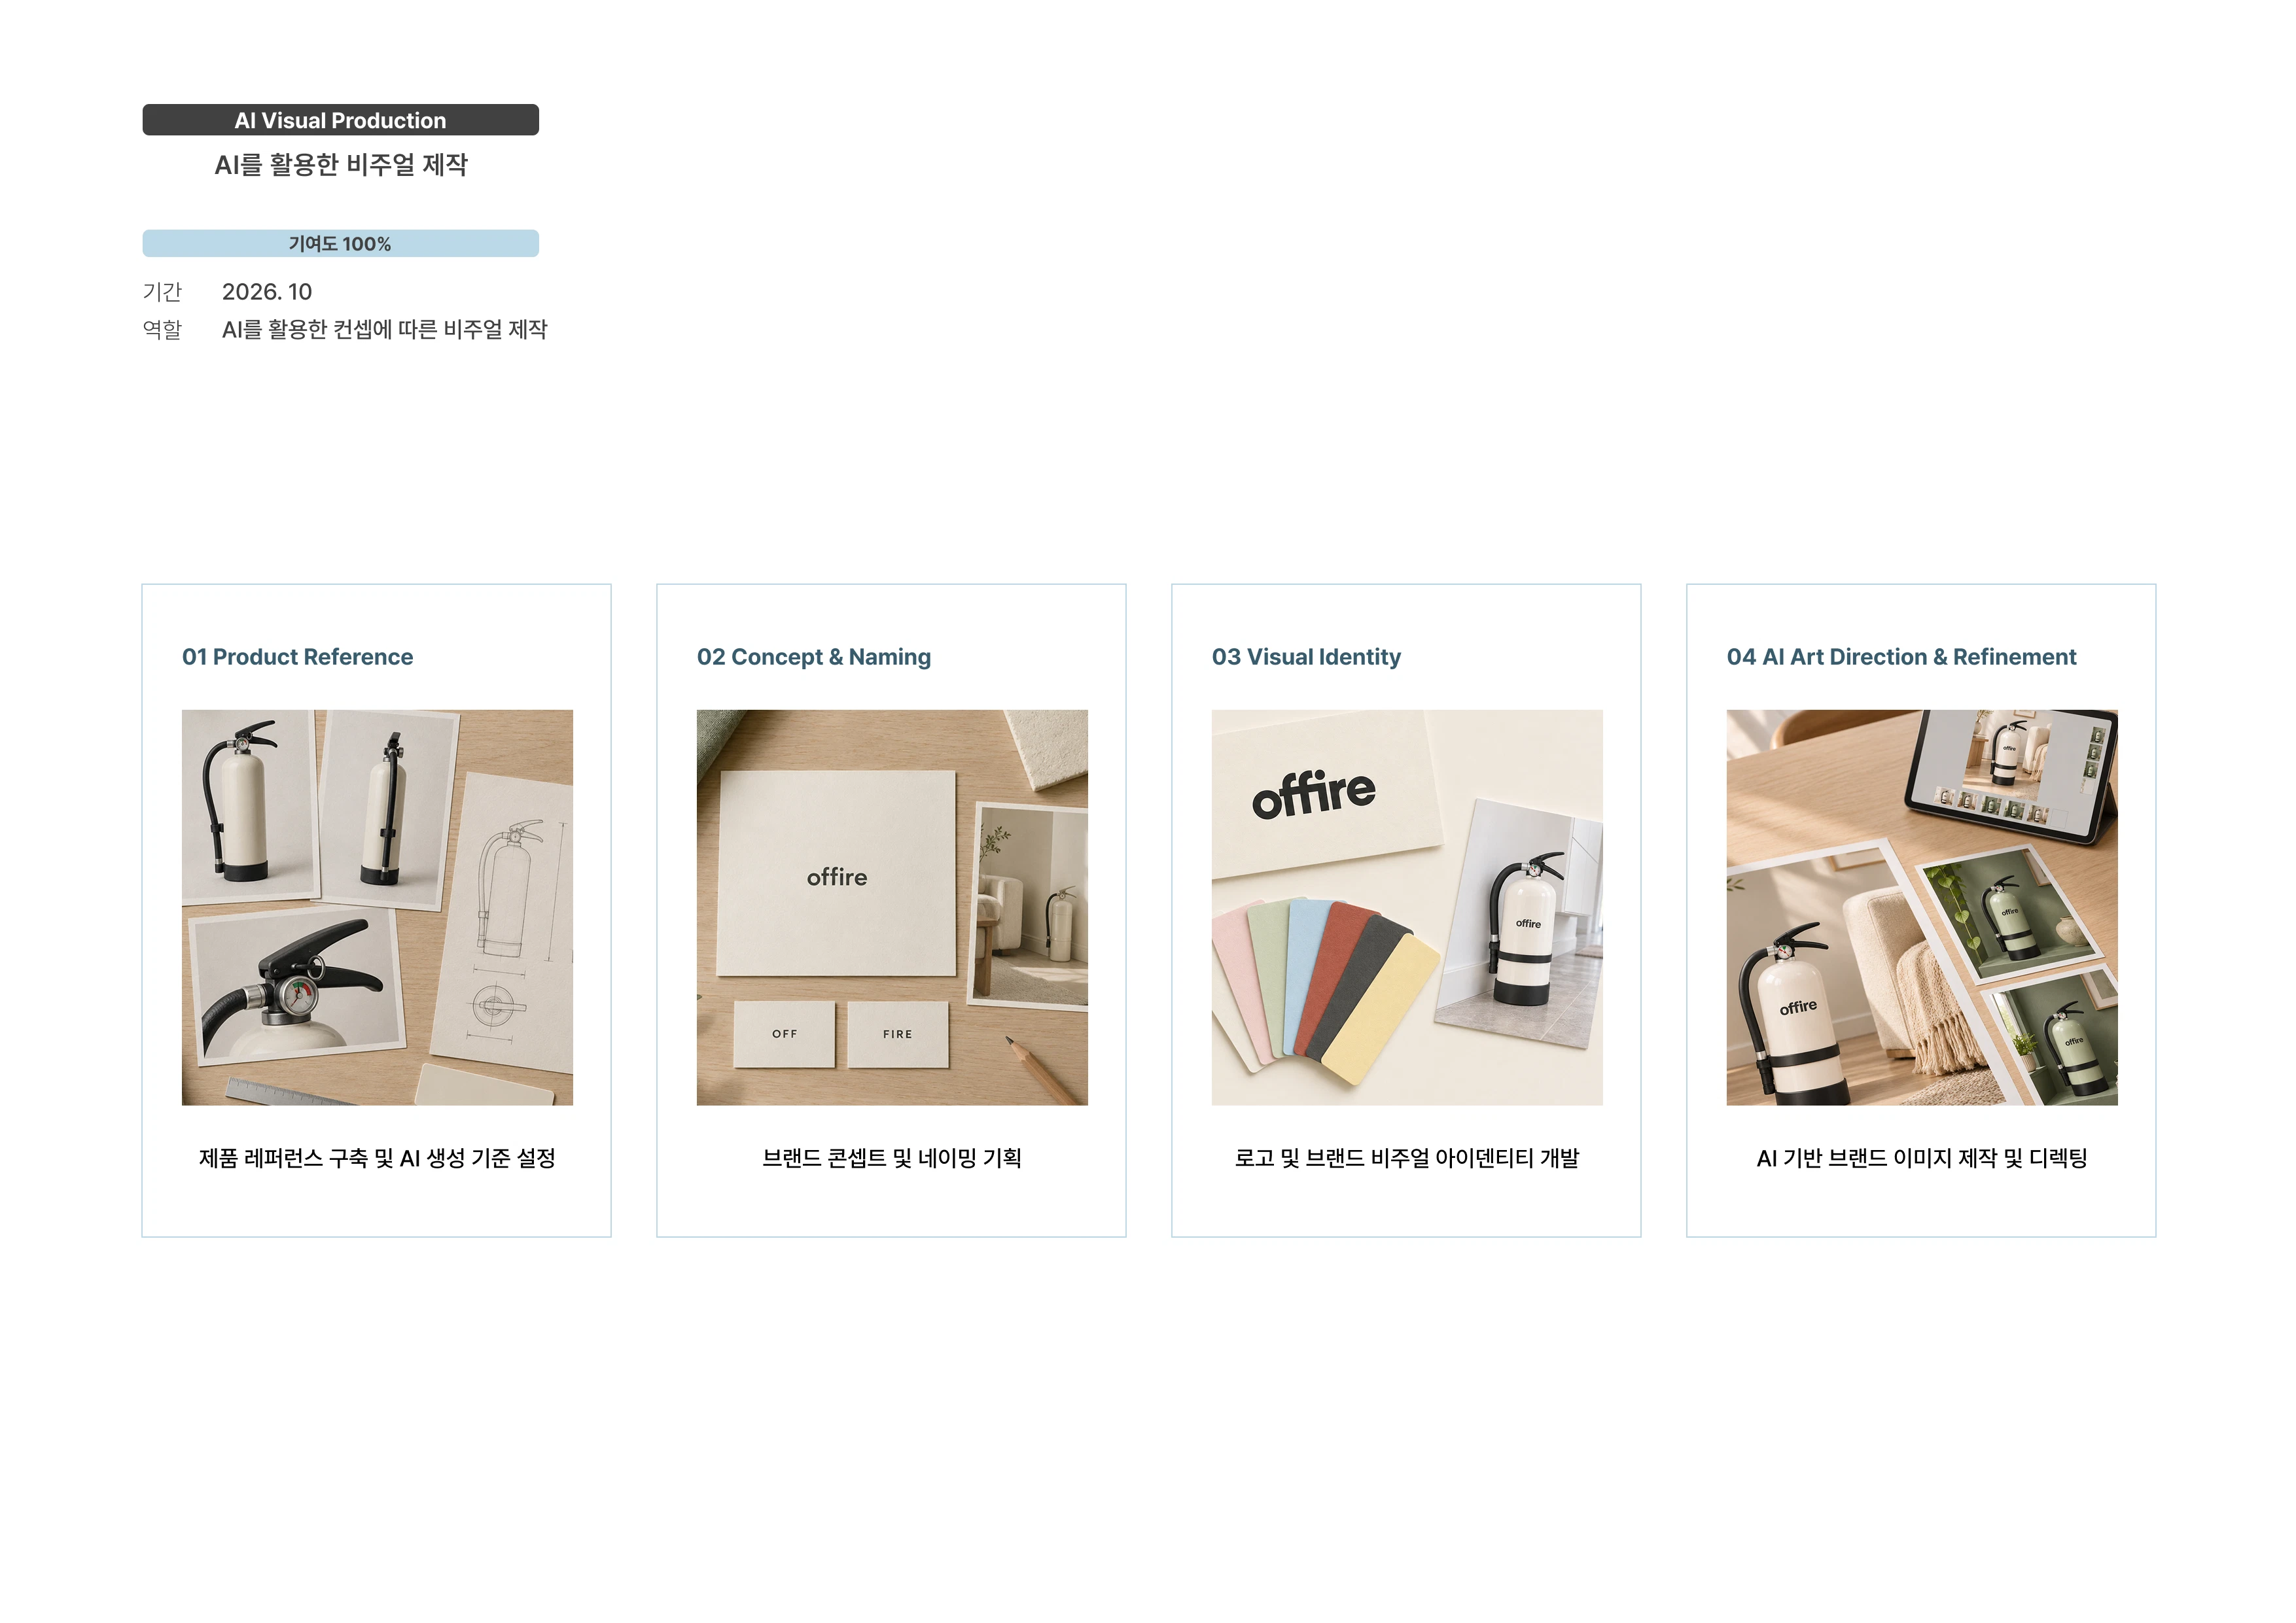 AI Visual Production
AI를 활용한 비주얼 제작
기여도 100%
기간 2026. 10
역할 AI를 활용한 컨셉에 따른 비주얼 제작
01 Product Reference
제품 레퍼런스 구축 및 AI 생성 기준 설정
02 Concept & Naming
offire
OFF
FIRE
브랜드 콘셉트 및 네이밍 기획
03 Visual Identity
offire
offire
로고 및 브랜드 비주얼 아이덴티티 개발
04 AI Art Direction & Refinement
offire
offire
offire
offire
AI 기반 브랜드 이미지 제작 및 디렉팅